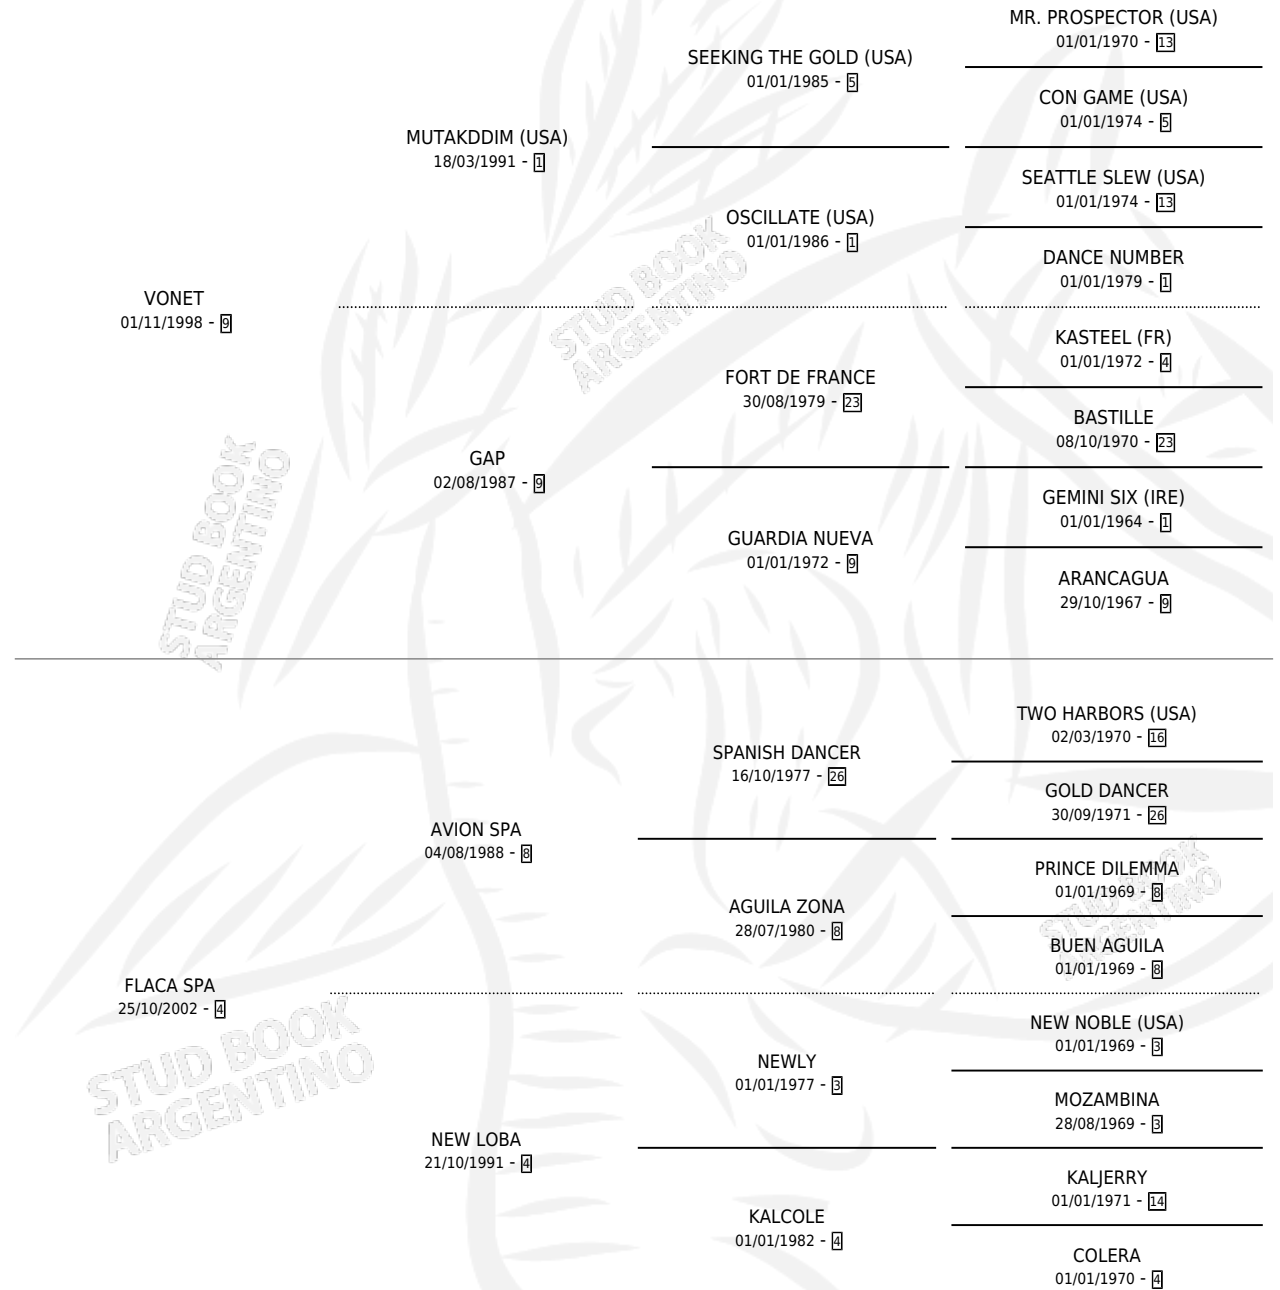 MR. PROSPECTOR (USA)
01/01/1970 - 13
SEEKING THE GOLD (USA)
01/01/1985 - 5
CON GAME (USA)
01/01/1974 - 5
MUTAKDDIM (USA)
18/03/1991 - 1
SEATTLE SLEW (USA)
01/01/1974 - 13
OSCILLATE (USA)
01/01/1986 - 1
DANCE NUMBER
01/01/1979 - 1
VONET
01/11/1998 - 9
KASTEEL (FR)
01/01/1972 - 4
FORT DE FRANCE
30/08/1979 - 23
BASTILLE
08/10/1970 - 23
GAP
02/08/1987 - 9
GEMINI SIX (IRE)
01/01/1964 - 1
GUARDIA NUEVA
01/01/1972 - 9
ARANCAGUA
29/10/1967 - 9
TWO HARBORS (USA)
02/03/1970 - 16
SPANISH DANCER
16/10/1977 - 26
GOLD DANCER
30/09/1971 - 26
AVION SPA
04/08/1988 - 8
PRINCE DILEMMA
01/01/1969 - 8
AGUILA ZONA
28/07/1980 - 8
BUEN AGUILA
01/01/1969 - 8
FLACA SPA
25/10/2002 - 4
NEW NOBLE (USA)
01/01/1969 - 3
NEWLY
01/01/1977 - 3
MOZAMBINA
28/08/1969 - 3
NEW LOBA
21/10/1991 - 4
KALJERRY
01/01/1971 - 14
KALCOLE
01/01/1982 - 4
COLERA
01/01/1970 - 4
STUD BOOK
ARGENTINO
STUD BOOK
ARGENTINO
STUD BOOK
ARGENTINO
STUD BOOK
ARGENTINO